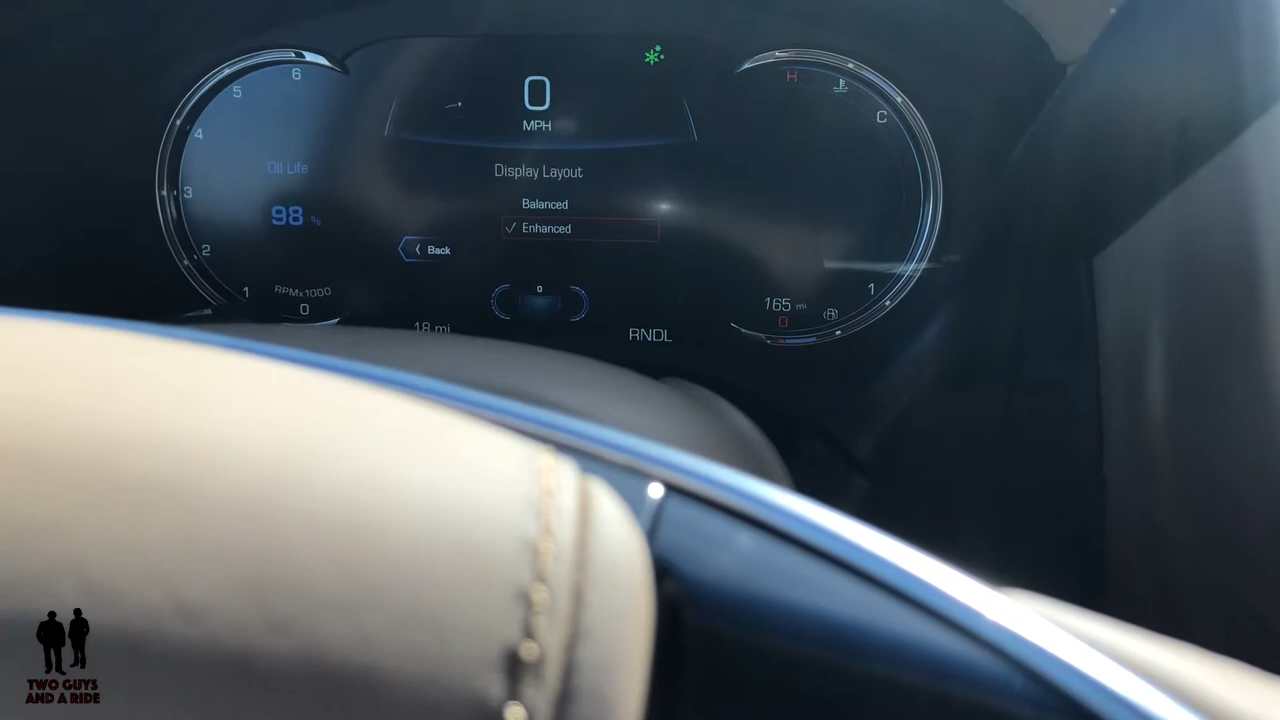 6
5
4
3
2
1
RPMx1000
0
Oil Life
98 %
0
MPH
Display Layout
Balanced
✓ Enhanced
Back
0
18 mi
RNDL
H
C
1
165 mi
0
TWO GUYS
AND A RIDE